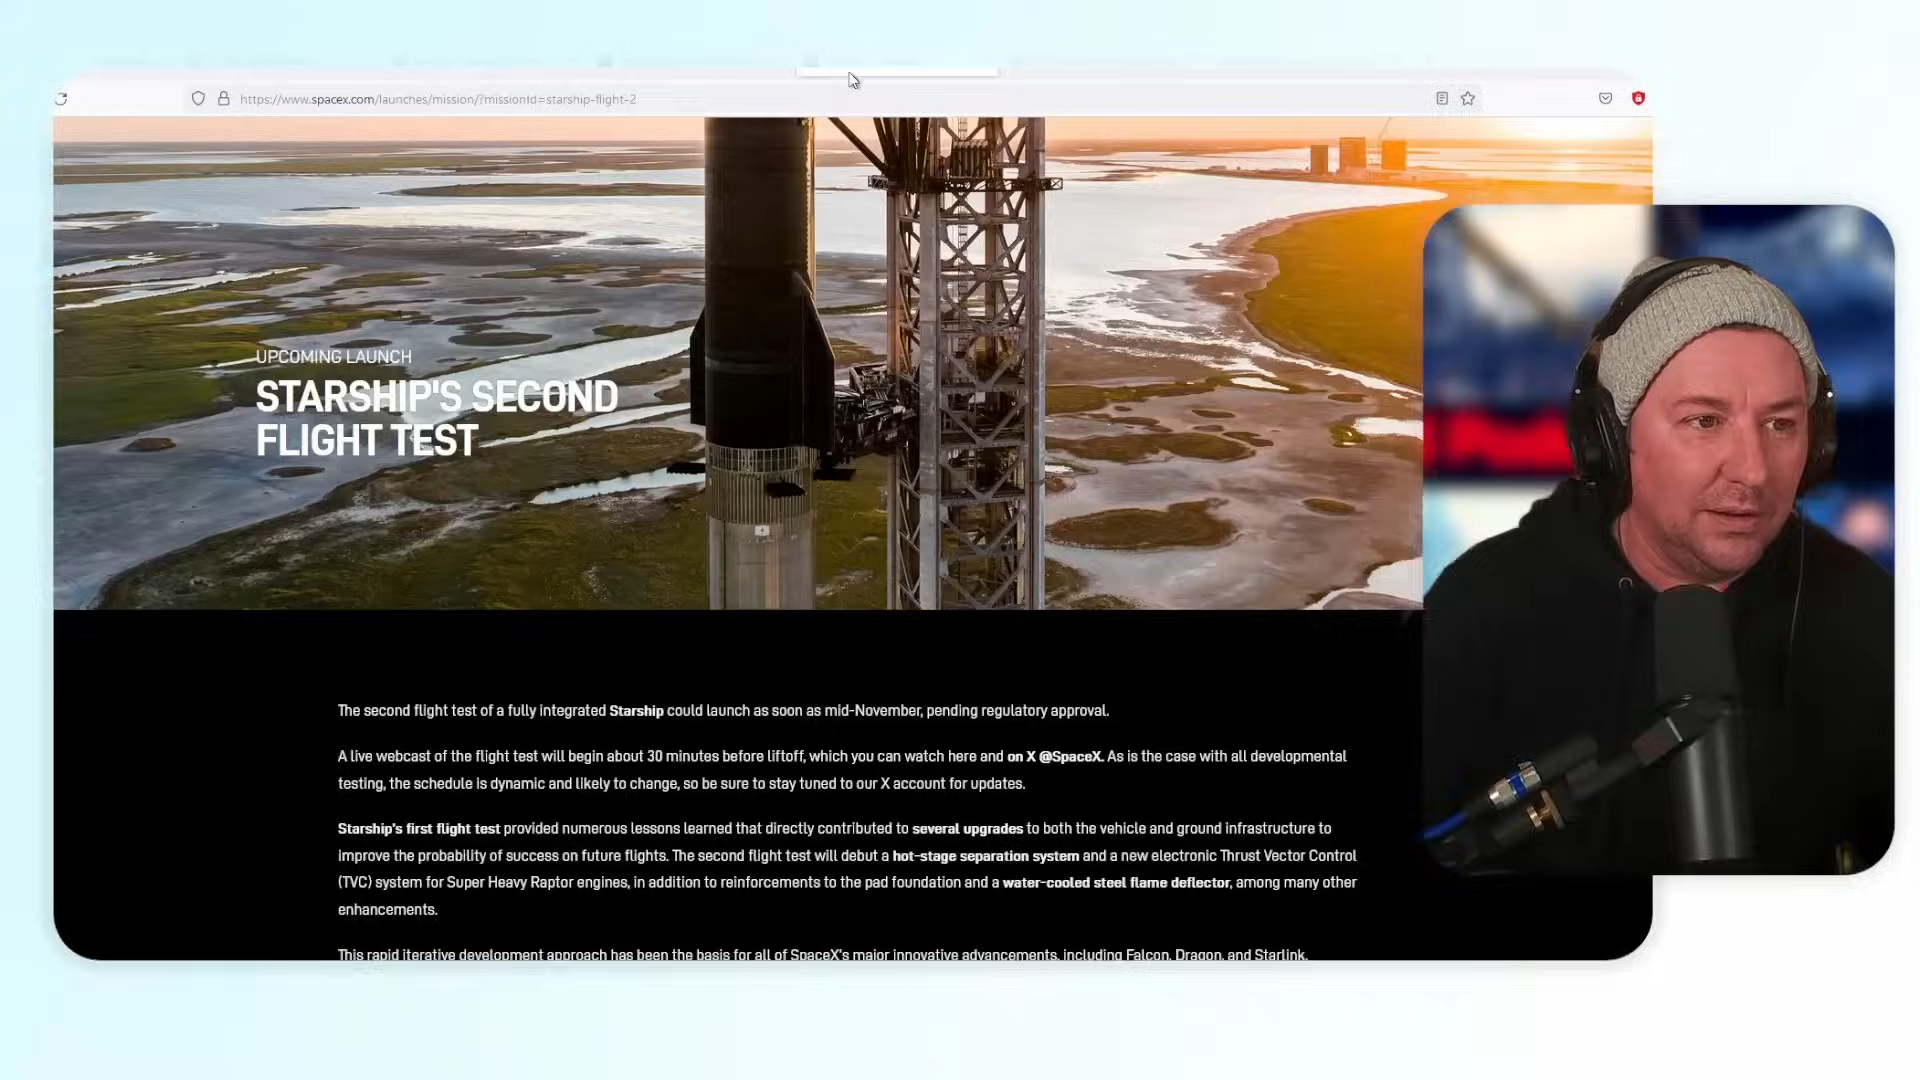 https://www.spacex.com/launches/mission/?missionId=starship-flight-2
UPCOMING LAUNCH
STARSHIP'S SECOND
FLIGHT TEST
The second flight test of a fully integrated Starship could launch as soon as mid-November, pending regulatory approval.
A live webcast of the flight test will begin about 30 minutes before liftoff, which you can watch here and on X @SpaceX. As is the case with all developmental
testing, the schedule is dynamic and likely to change, so be sure to stay tuned to our X account for updates.
Starship's first flight test provided numerous lessons learned that directly contributed to several upgrades to both the vehicle and ground infrastructure to
improve the probability of success on future flights. The second flight test will debut a hot-stage separation system and a new electronic Thrust Vector Control
(TVC) system for Super Heavy Raptor engines, in addition to reinforcements to the pad foundation and a water-cooled steel flame deflector, among many other
enhancements.
This rapid iterative development approach has been the basis for all of SpaceX's major innovative advancements, including Falcon, Dragon, and Starlink.